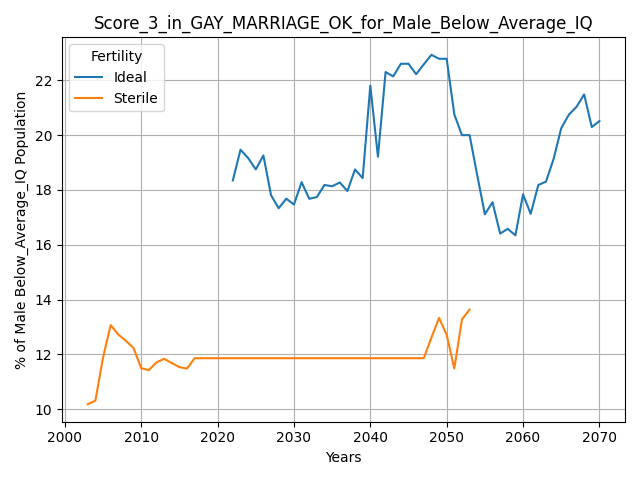 Score_3_in_GAY_MARRIAGE_OK_for_Male_Below_Average_IQ
Fertility
Ideal
Sterile
% of Male Below_Average_IQ Population
22
20
18
16
14
12
10
2000 2010 2020 2030 2040 2050 2060 2070
Years